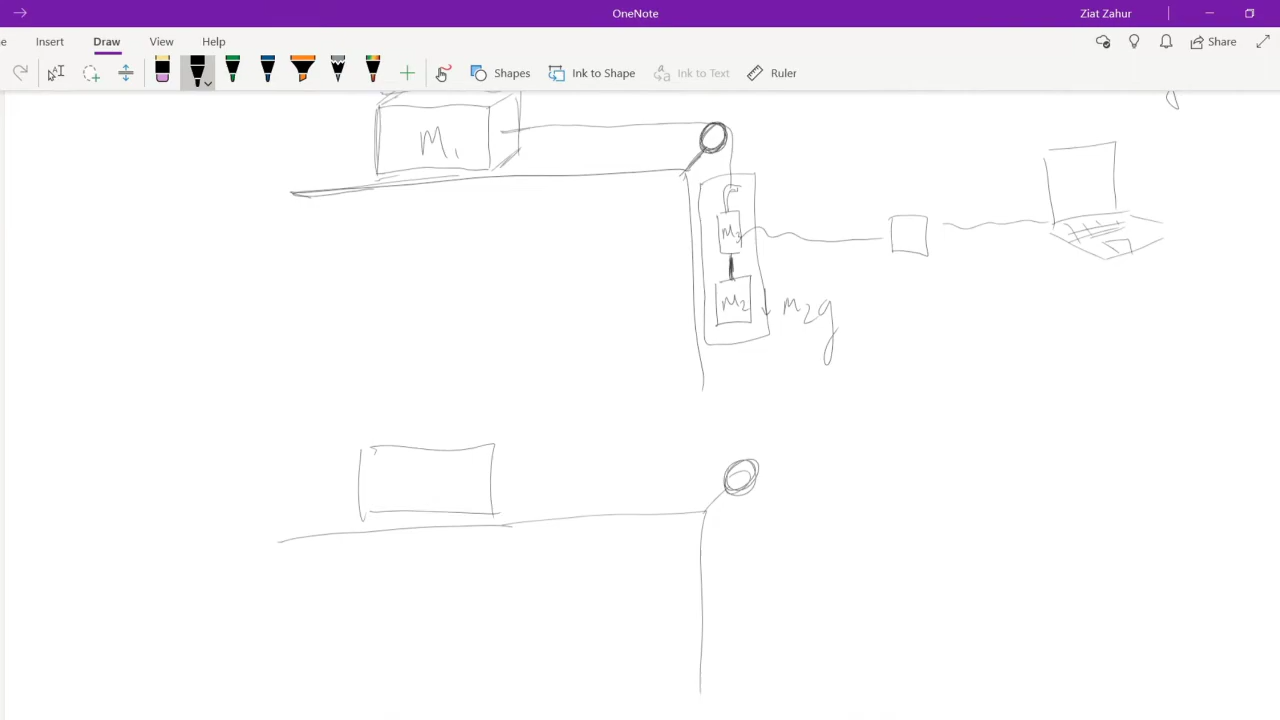 OneNote
Ziat Zahur
Insert Draw View Help
Share
Shapes Ink to Shape Ink to Text Ruler
M1
M3
M2
m2g